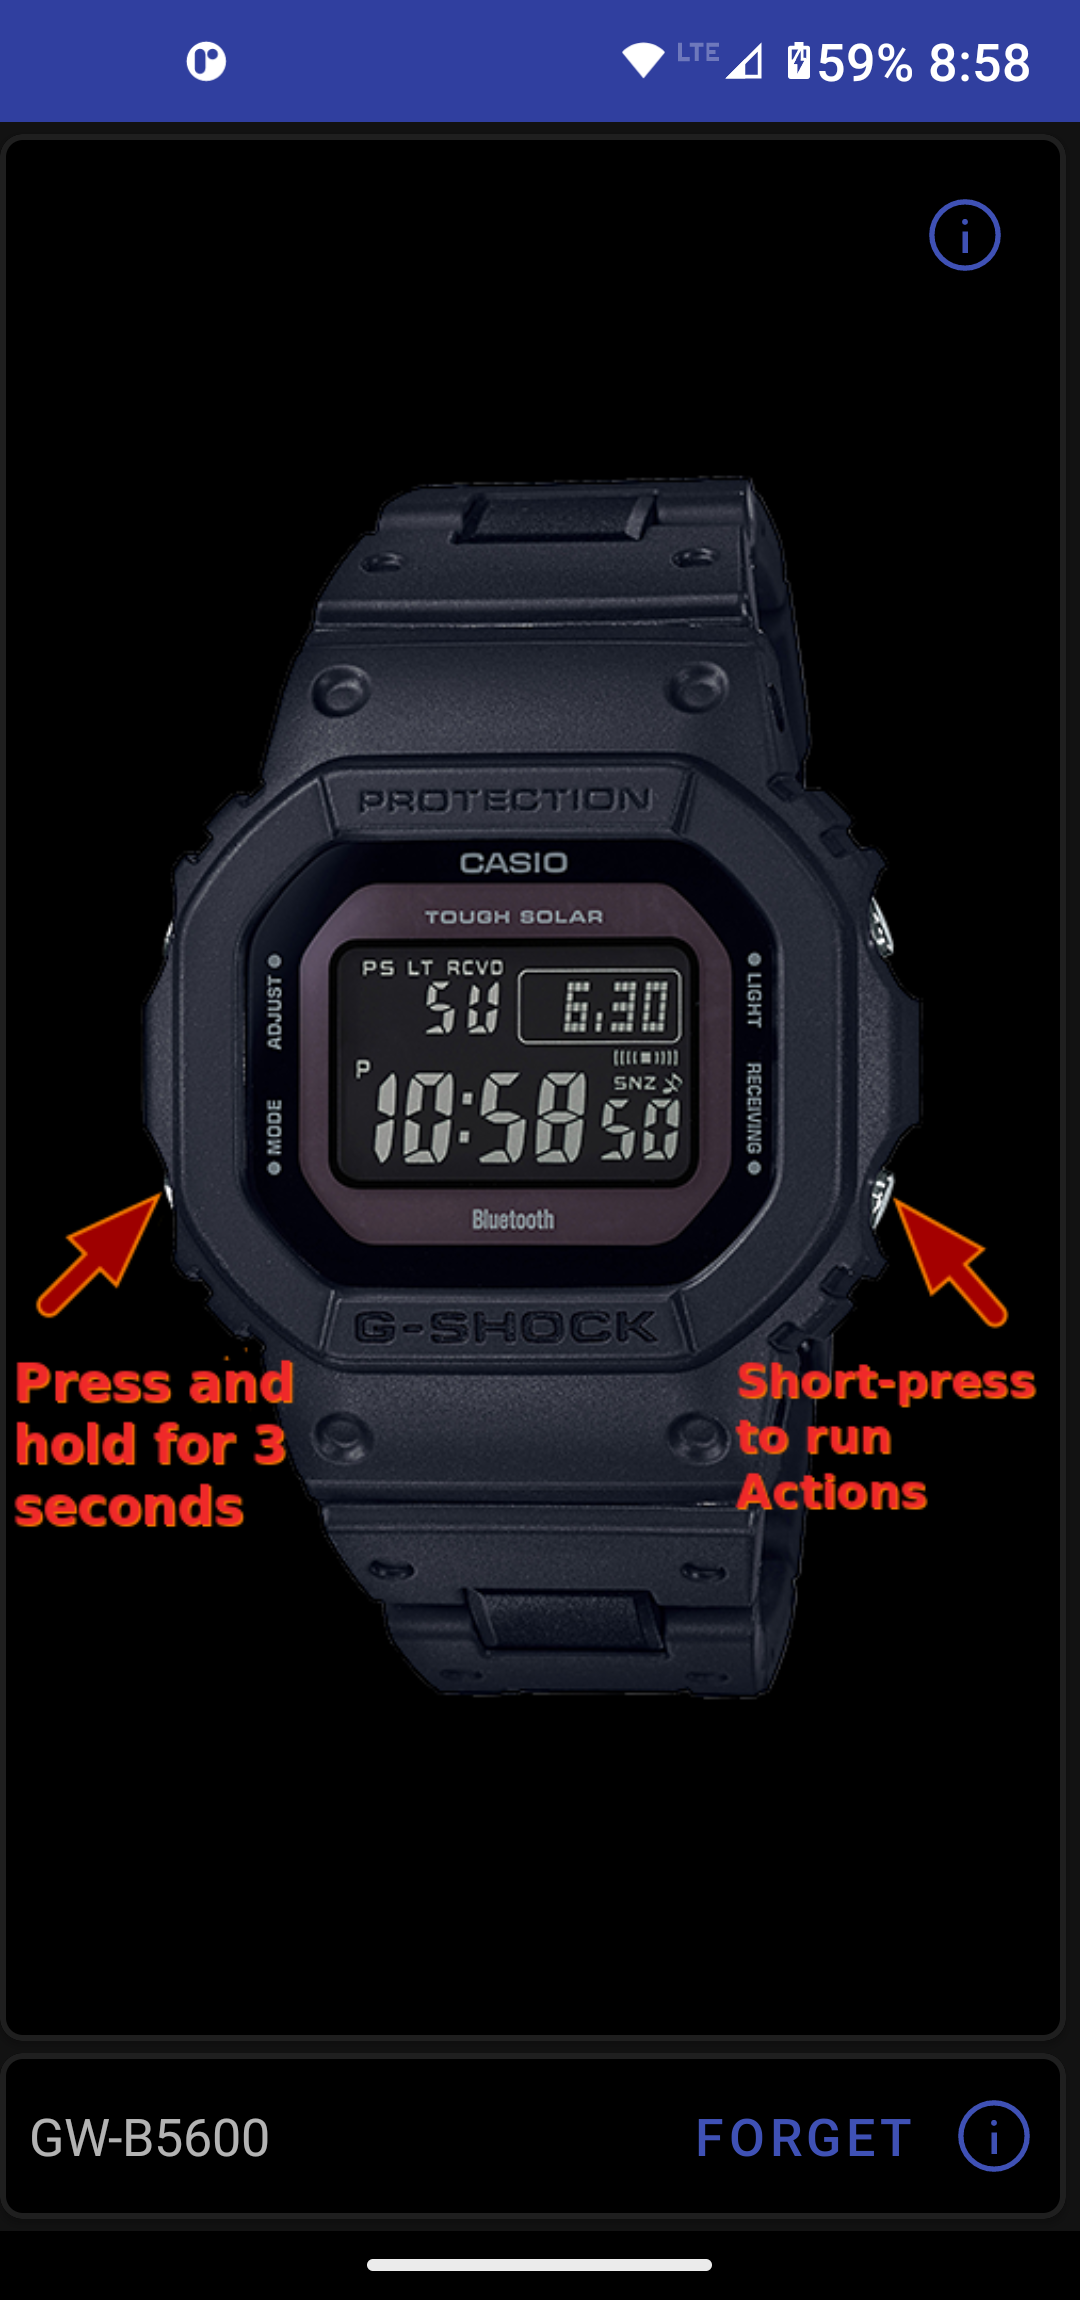 LTE 59% 8:58
PROTECTION
CASIO
TOUGH SOLAR
PS LT RCVD
SU 6.30
P
SNZ
10:58 50
ADJUST
MODE
LIGHT
RECEIVING
Bluetooth
G-SHOCK
Press and
hold for 3
seconds
Short-press
to run
Actions
GW-B5600 FORGET